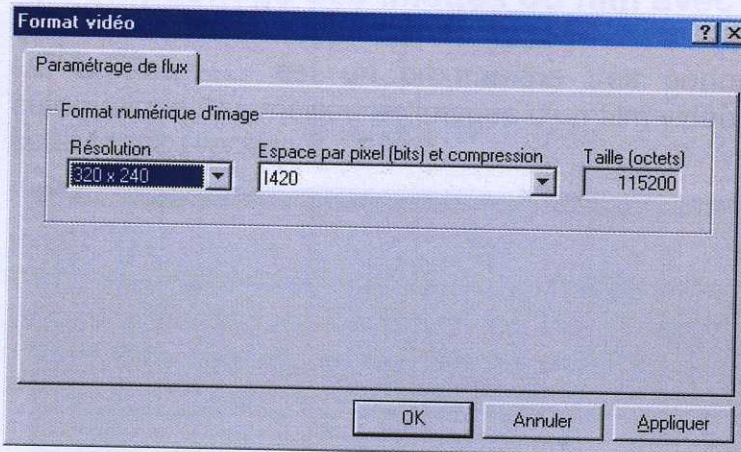 Format vidéo
Paramétrage de flux
Format numérique d'image
Résolution
Espace par pixel (bits) et compression
Taille (octets)
320 x 240
I420
115200
OK
Annuler
Appliquer